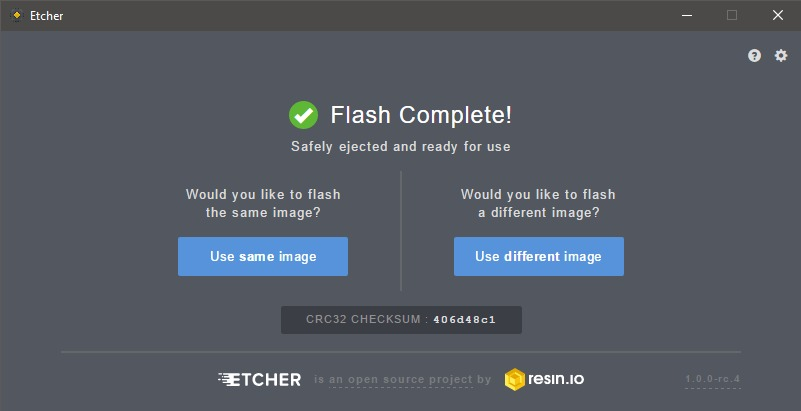 Etcher
Flash Complete!
Safely ejected and ready for use
Would you like to flash
the same image?
Use same image
Would you like to flash
a different image?
Use different image
CRC32 CHECKSUM : 406d48c1
ETCHER is an open source project by resin.io 1.0.0-rc.4